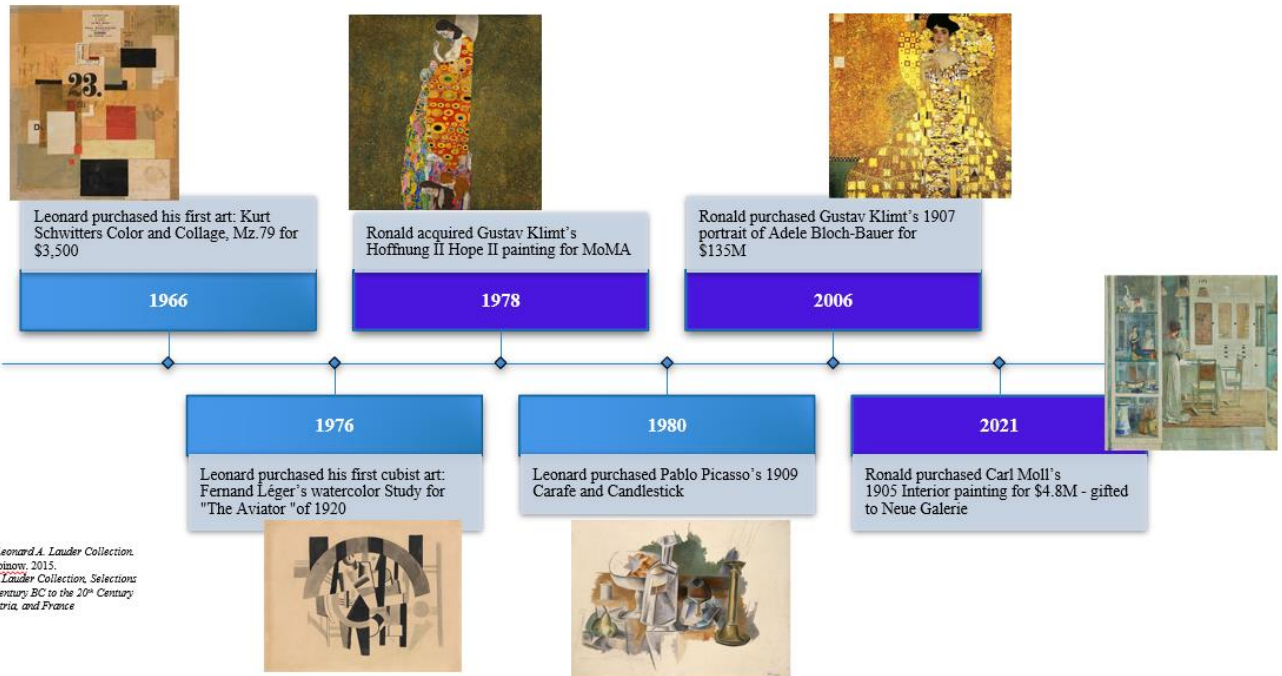 23.
Leonard purchased his first art: Kurt
Schwitters Color and Collage, Mz.79 for
$3,500
1966
Ronald acquired Gustav Klimt’s
Hoffnung II Hope II painting for MoMA
1978
Ronald purchased Gustav Klimt’s 1907
portrait of Adele Bloch-Bauer for
$135M
2006
1976
Leonard purchased his first cubist art:
Fernand Léger’s watercolor Study for
"The Aviator "of 1920
1980
Leonard purchased Pablo Picasso’s 1909
Carafe and Candlestick
2021
Ronald purchased Carl Moll’s
1905 Interior painting for $4.8M - gifted
to Neue Galerie
Leonard A. Lauder Collection.
2015.
Lauder Collection, Selections
BC to the 20th Century
and France